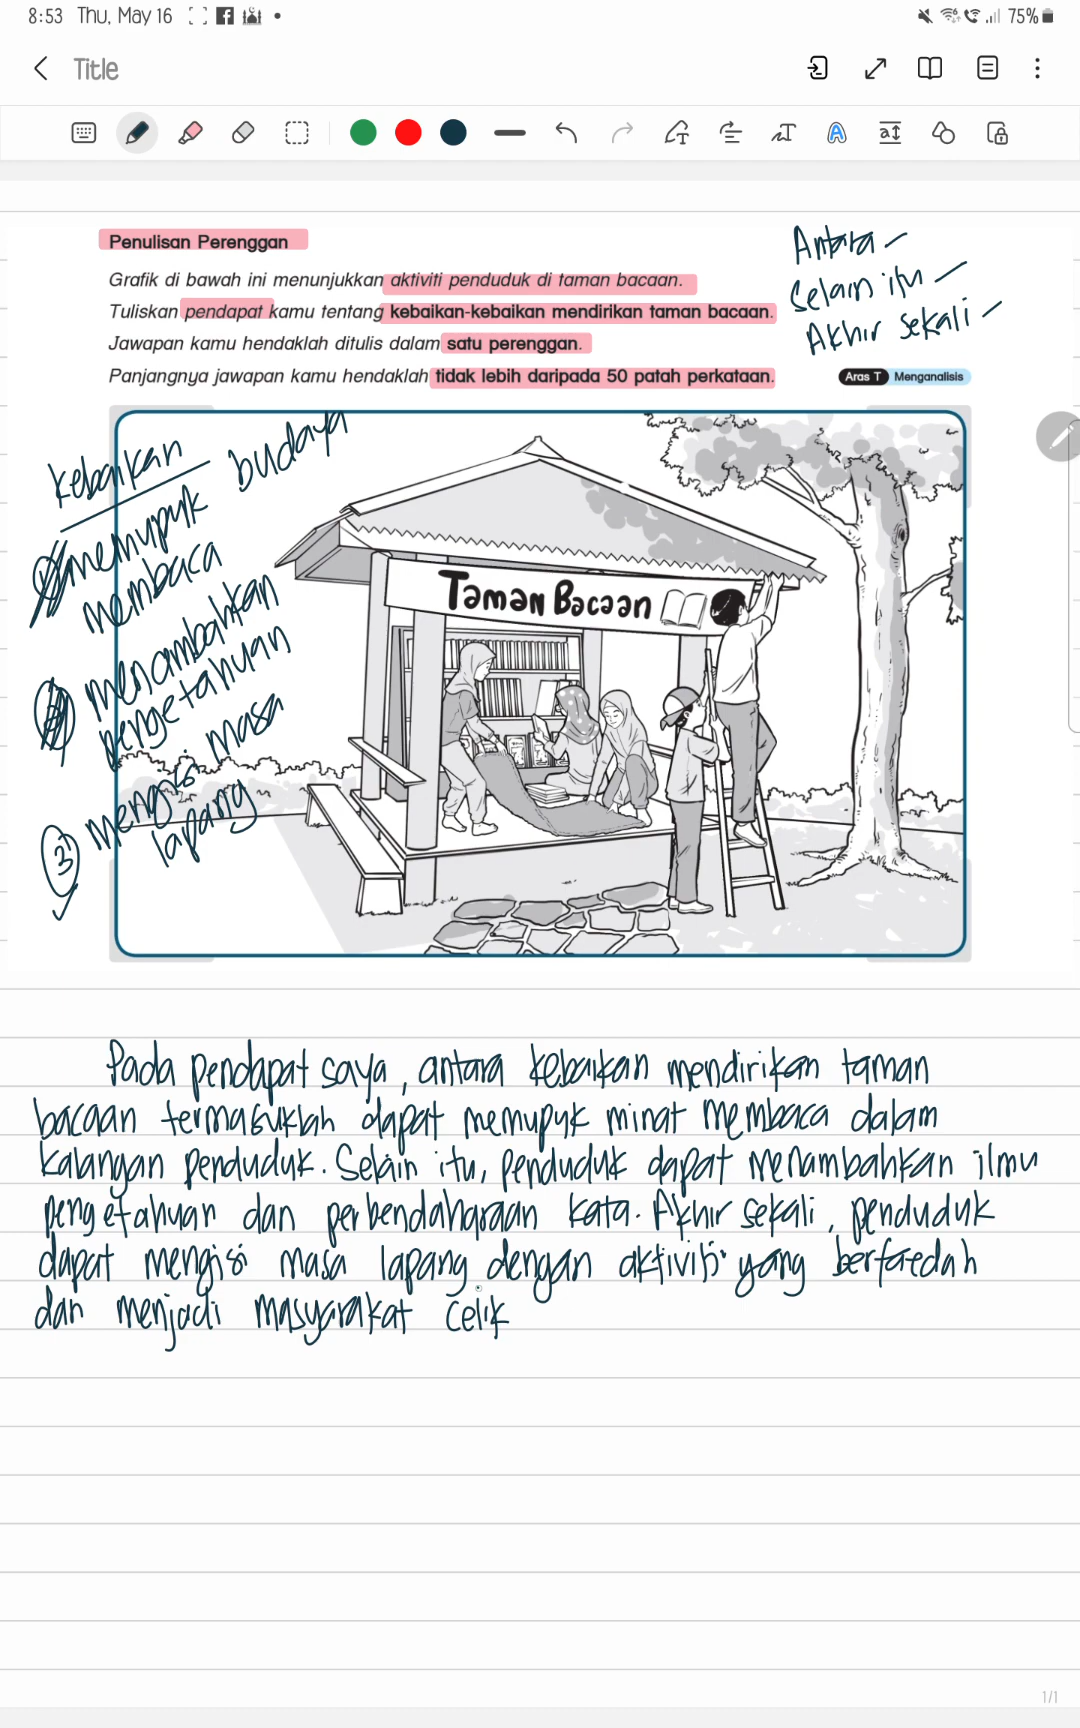 8:53 Thu, May 16
75%
Title
Penulisan Perenggan
Grafik di bawah ini menunjukkan aktiviti penduduk di taman bacaan.
Tuliskan pendapat kamu tentang kebaikan-kebaikan mendirikan taman bacaan.
Jawapan kamu hendaklah ditulis dalam satu perenggan.
Panjangnya jawapan kamu hendaklah tidak lebih daripada 50 patah perkataan.
Aras T Menganalisis
Antara –
Selain itu –
Akhir sekali –
kebaikan
memupuk budaya
membaca
menambahkan
pengetahuan
3 mengisi masa
lapang
Taman Bacaan
Pada pendapat saya, antara kebaikan mendirikan taman
bacaan termasuklah dapat memupuk minat membaca dalam
kalangan penduduk. Selain itu, penduduk dapat menambahkan ilmu
pengetahuan dan perbendaharaan kata. Akhir sekali, penduduk
dapat mengisi masa lapang dengan aktiviti yang berfaedah
dan menjadi masyarakat celik
1/1